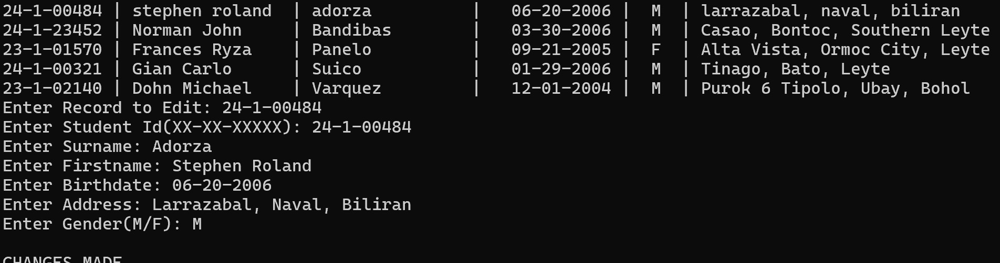 24-1-00484 | stephen roland  | adorza          |   06-20-2006 |  M  | larrazabal, naval, biliran
24-1-23452 | Norman John     | Bandibas        |   03-30-2006 |  M  | Casao, Bontoc, Southern Leyte
23-1-01570 | Frances Ryza    | Panelo          |   09-21-2005 |  F  | Alta Vista, Ormoc City, Leyte
24-1-00321 | Gian Carlo      | Suico           |   01-29-2006 |  M  | Tinago, Bato, Leyte
23-1-02140 | Dohn Michael    | Varquez         |   12-01-2004 |  M  | Purok 6 Tipolo, Ubay, Bohol
Enter Record to Edit: 24-1-00484
Enter Student Id(XX-XX-XXXXX): 24-1-00484
Enter Surname: Adorza
Enter Firstname: Stephen Roland
Enter Birthdate: 06-20-2006
Enter Address: Larrazabal, Naval, Biliran
Enter Gender(M/F): M
CHANGES MADE